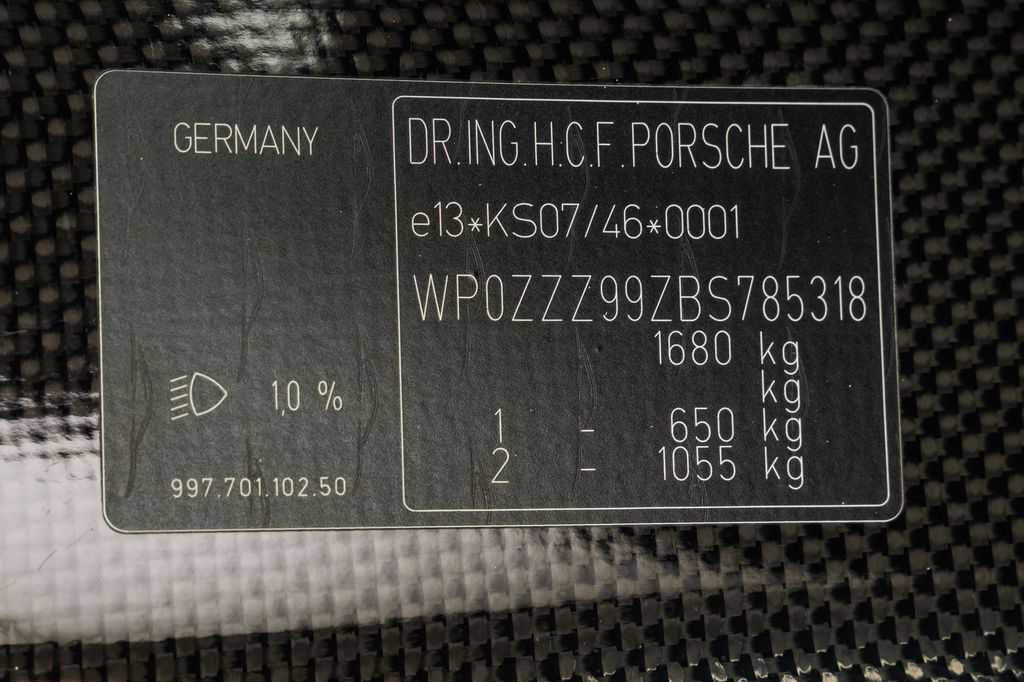 GERMANY
1,0 %
997.701.102.50
DR.ING.H.C.F.PORSCHE AG
e13*KS07/46*0001
WP0ZZZ99ZBS785318
1680 kg
kg
1 - 650 kg
2 - 1055 kg